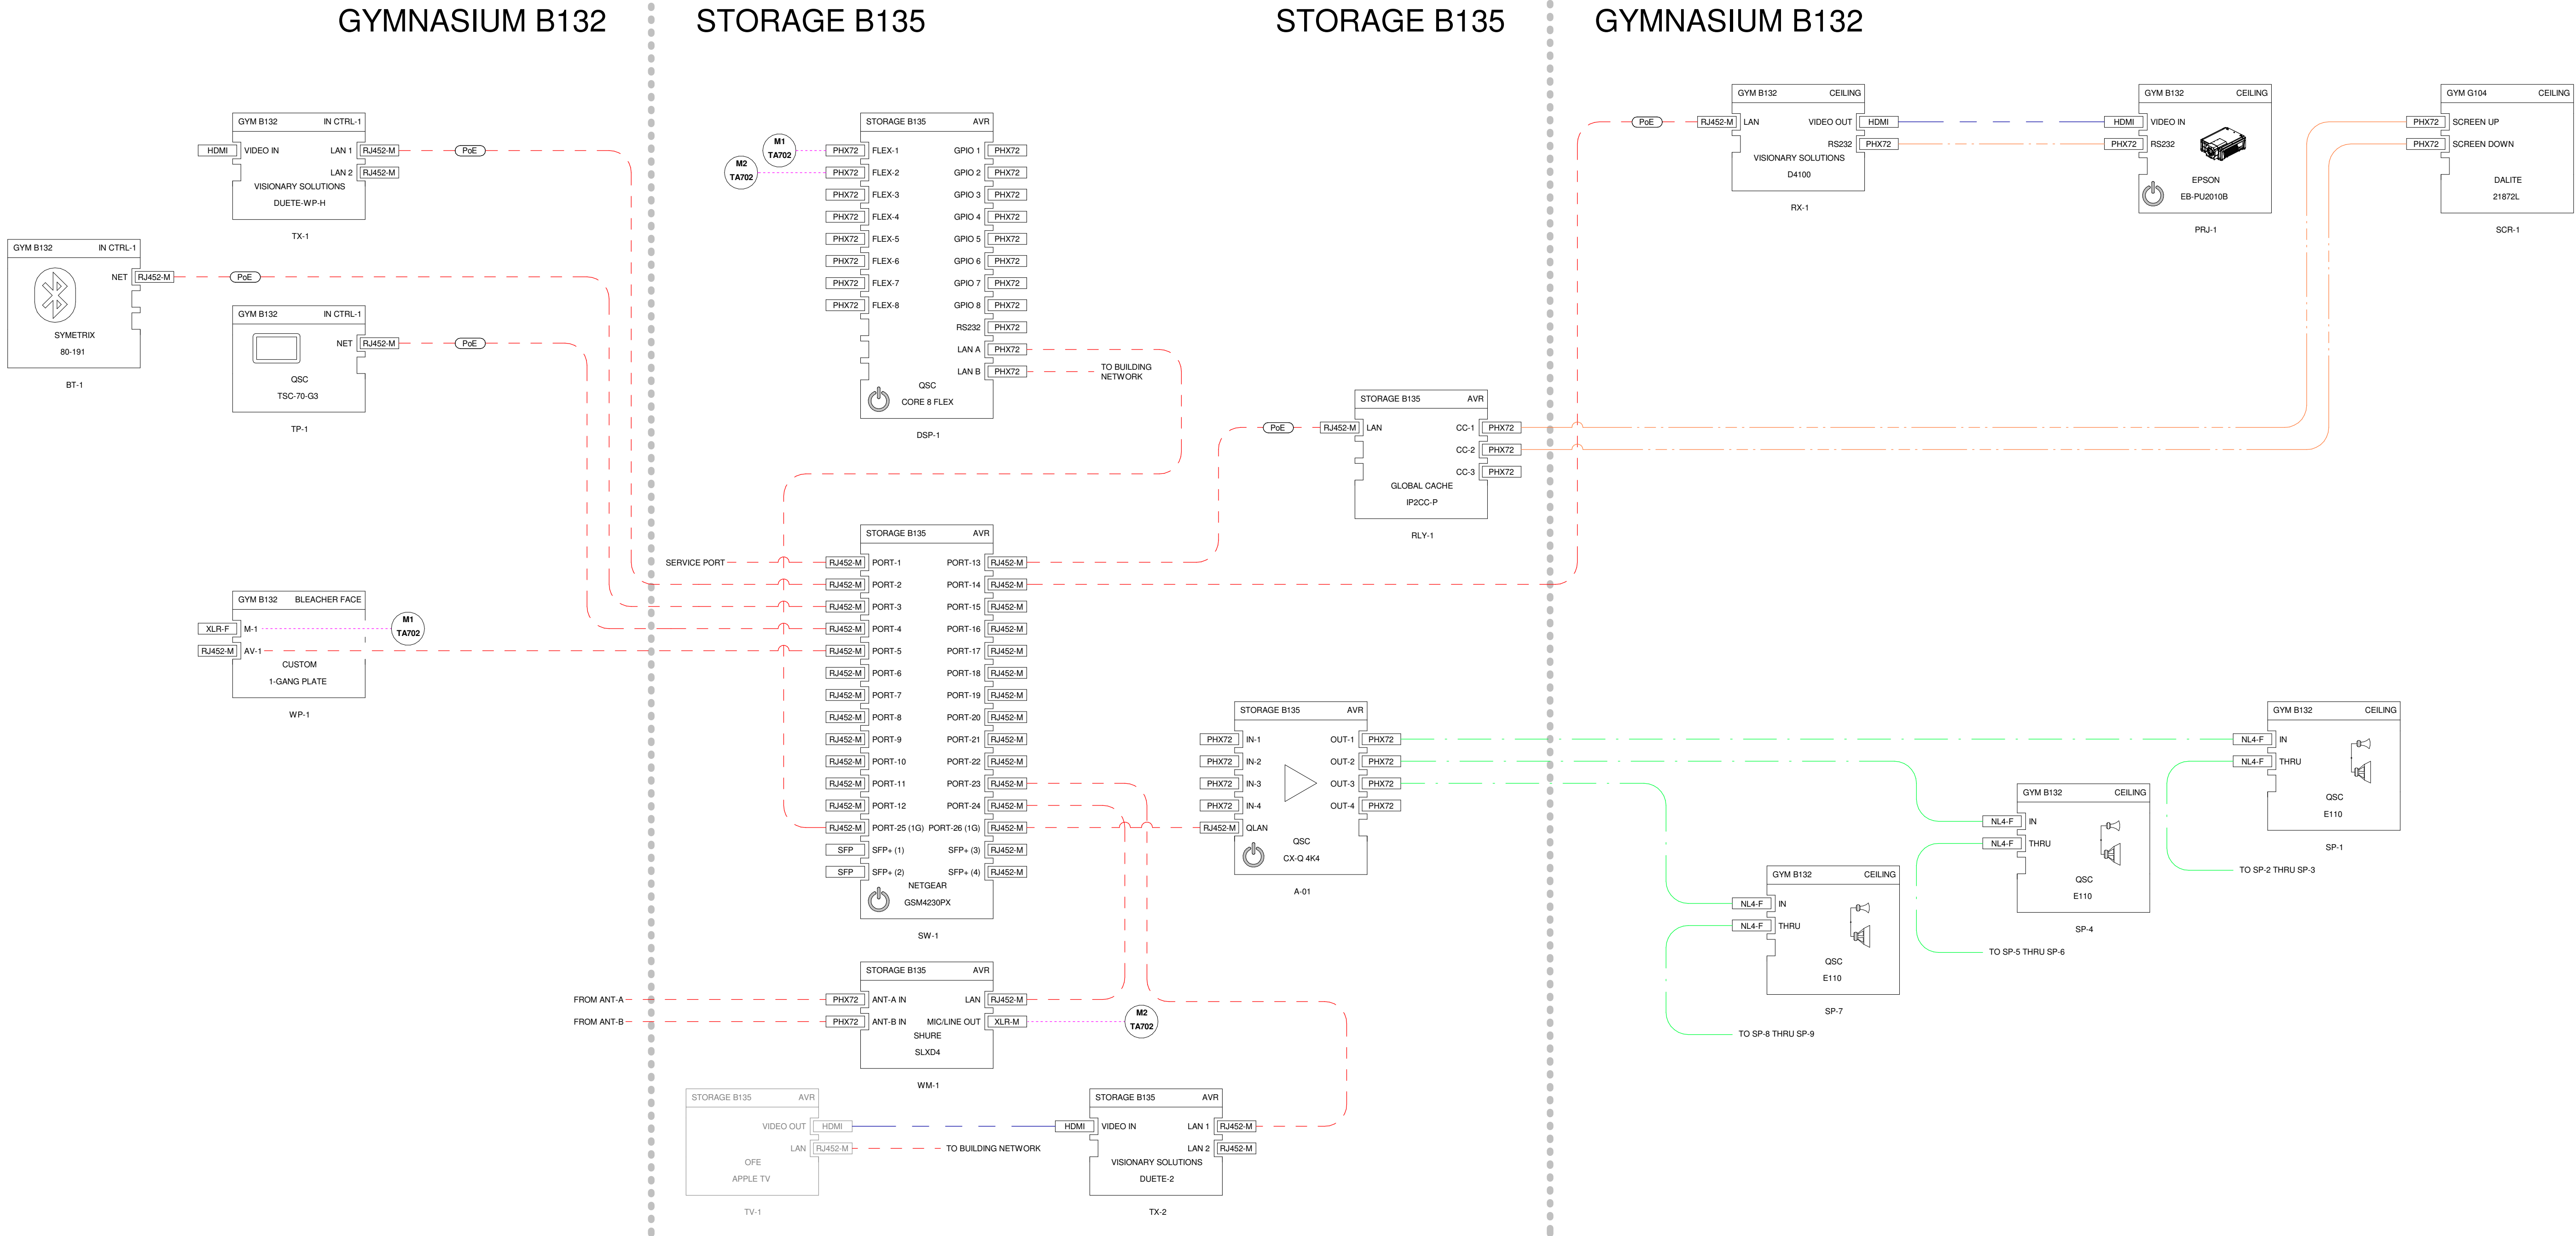 GYMNASIUM B132
STORAGE B135
STORAGE B135
GYMNASIUM B132
GYM B132 IN CTRL-1
HDMI VIDEO IN LAN 1 RJ452-M PoE
LAN 2 RJ452-M
VISIONARY SOLUTIONS
DUETE-WP-H
TX-1
GYM B132 IN CTRL-1
NET RJ452-M PoE
SYMETRIX
80-191
BT-1
GYM B132 IN CTRL-1
NET RJ452-M PoE
QSC
TSC-70-G3
TP-1
GYM B132 BLEACHER FACE
XLR-F M-1
M1
TA702
RJ452-M AV-1
CUSTOM
1-GANG PLATE
WP-1
M1
TA702
M2
TA702
STORAGE B135 AVR
PHX72 FLEX-1 GPIO 1 PHX72
PHX72 FLEX-2 GPIO 2 PHX72
PHX72 FLEX-3 GPIO 3 PHX72
PHX72 FLEX-4 GPIO 4 PHX72
PHX72 FLEX-5 GPIO 5 PHX72
PHX72 FLEX-6 GPIO 6 PHX72
PHX72 FLEX-7 GPIO 7 PHX72
PHX72 FLEX-8 GPIO 8 PHX72
RS232 PHX72
LAN A PHX72
LAN B PHX72
TO BUILDING
NETWORK
QSC
CORE 8 FLEX
DSP-1
STORAGE B135 AVR
SERVICE PORT RJ452-M PORT-1 PORT-13 RJ452-M
RJ452-M PORT-2 PORT-14 RJ452-M
RJ452-M PORT-3 PORT-15 RJ452-M
RJ452-M PORT-4 PORT-16 RJ452-M
RJ452-M PORT-5 PORT-17 RJ452-M
RJ452-M PORT-6 PORT-18 RJ452-M
RJ452-M PORT-7 PORT-19 RJ452-M
RJ452-M PORT-8 PORT-20 RJ452-M
RJ452-M PORT-9 PORT-21 RJ452-M
RJ452-M PORT-10 PORT-22 RJ452-M
RJ452-M PORT-11 PORT-23 RJ452-M
RJ452-M PORT-12 PORT-24 RJ452-M
RJ452-M PORT-25 (1G) PORT-26 (1G) RJ452-M
SFP SFP+ (1) SFP+ (3) RJ452-M
SFP SFP+ (2) SFP+ (4) RJ452-M
NETGEAR
GSM4230PX
SW-1
STORAGE B135 AVR
FROM ANT-A PHX72 ANT-A IN LAN RJ452-M
FROM ANT-B PHX72 ANT-B IN MIC/LINE OUT XLR-M
M2
TA702
SHURE
SLXD4
WM-1
STORAGE B135 AVR
VIDEO OUT HDMI
LAN RJ452-M TO BUILDING NETWORK
OFE
APPLE TV
TV-1
STORAGE B135 AVR
HDMI VIDEO IN LAN 1 RJ452-M
LAN 2 RJ452-M
VISIONARY SOLUTIONS
DUETE-2
TX-2
STORAGE B135 AVR
PoE RJ452-M LAN CC-1 PHX72
CC-2 PHX72
CC-3 PHX72
GLOBAL CACHE
IP2CC-P
RLY-1
STORAGE B135 AVR
PHX72 IN-1 OUT-1 PHX72
PHX72 IN-2 OUT-2 PHX72
PHX72 IN-3 OUT-3 PHX72
PHX72 IN-4 OUT-4 PHX72
RJ452-M QLAN
QSC
CX-Q 4K4
A-01
GYM B132 CEILING
PoE RJ452-M LAN VIDEO OUT HDMI
RS232 PHX72
VISIONARY SOLUTIONS
D4100
RX-1
GYM B132 CEILING
HDMI VIDEO IN
PHX72 RS232
EPSON
EB-PU2010B
PRJ-1
GYM G104 CEILING
PHX72 SCREEN UP
PHX72 SCREEN DOWN
DALITE
21872L
SCR-1
GYM B132 CEILING
NL4-F IN
NL4-F THRU
QSC
E110
SP-1
TO SP-2 THRU SP-3
GYM B132 CEILING
NL4-F IN
NL4-F THRU
QSC
E110
SP-4
TO SP-5 THRU SP-6
GYM B132 CEILING
NL4-F IN
NL4-F THRU
QSC
E110
SP-7
TO SP-8 THRU SP-9